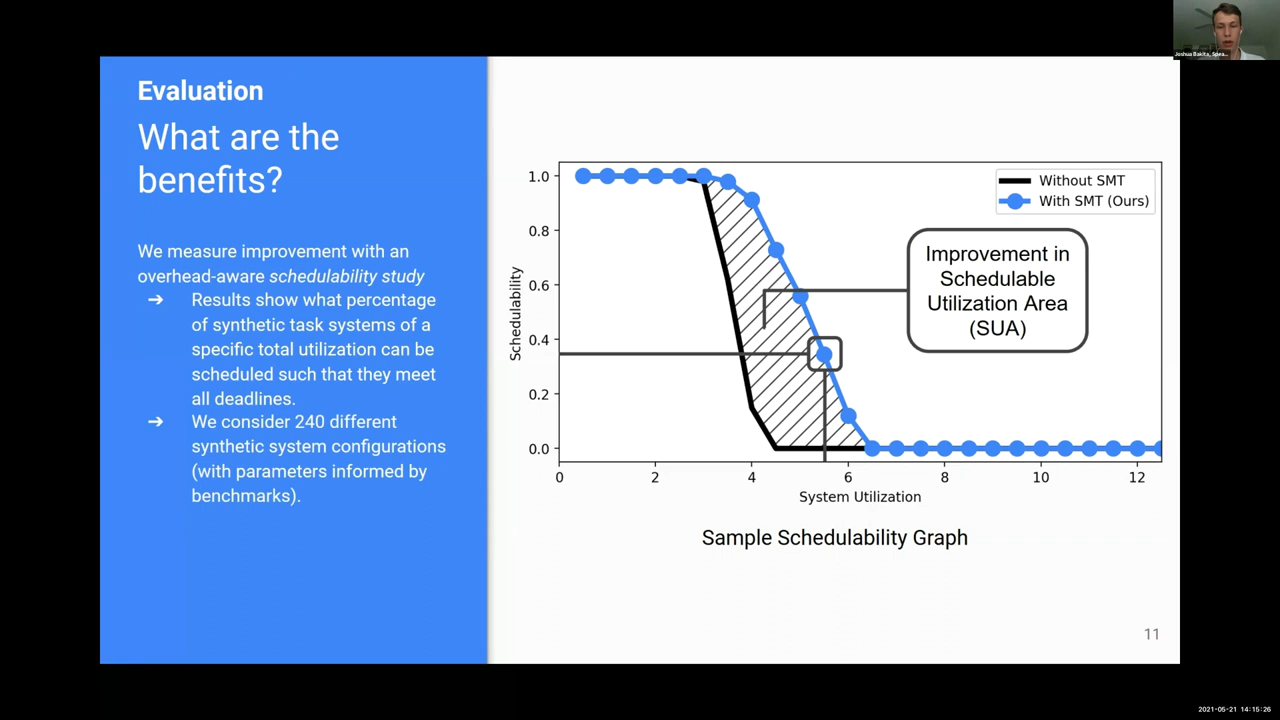 Joshua Bakita, Spea...
Evaluation
What are the
benefits?
We measure improvement with an
overhead-aware schedulability study
➔ Results show what percentage
of synthetic task systems of a
specific total utilization can be
scheduled such that they meet
all deadlines.
➔ We consider 240 different
synthetic system configurations
(with parameters informed by
benchmarks).
Schedulability
1.0
0.8
0.6
0.4
0.2
0.0
0 2 4 6 8 10 12
System Utilization
Without SMT
With SMT (Ours)
Improvement in
Schedulable
Utilization Area
(SUA)
Sample Schedulability Graph
11
2021-05-21 14:15:26